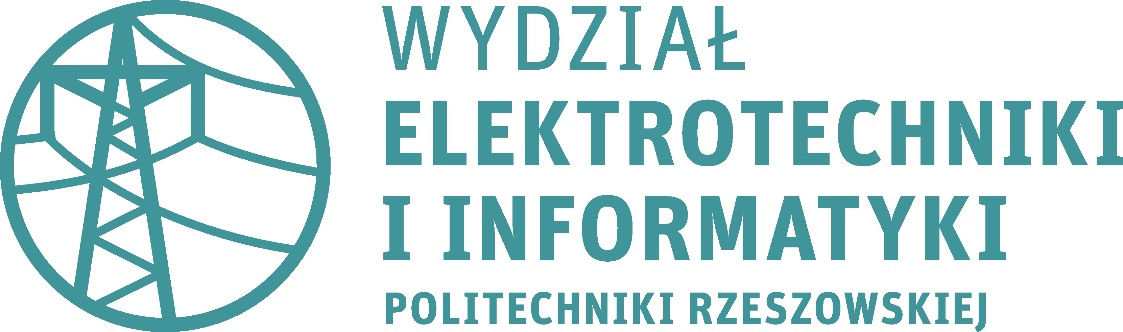 WYDZIAŁ
ELEKTROTECHNIKI
I INFORMATYKI
POLITECHNIKI RZESZOWSKIEJ